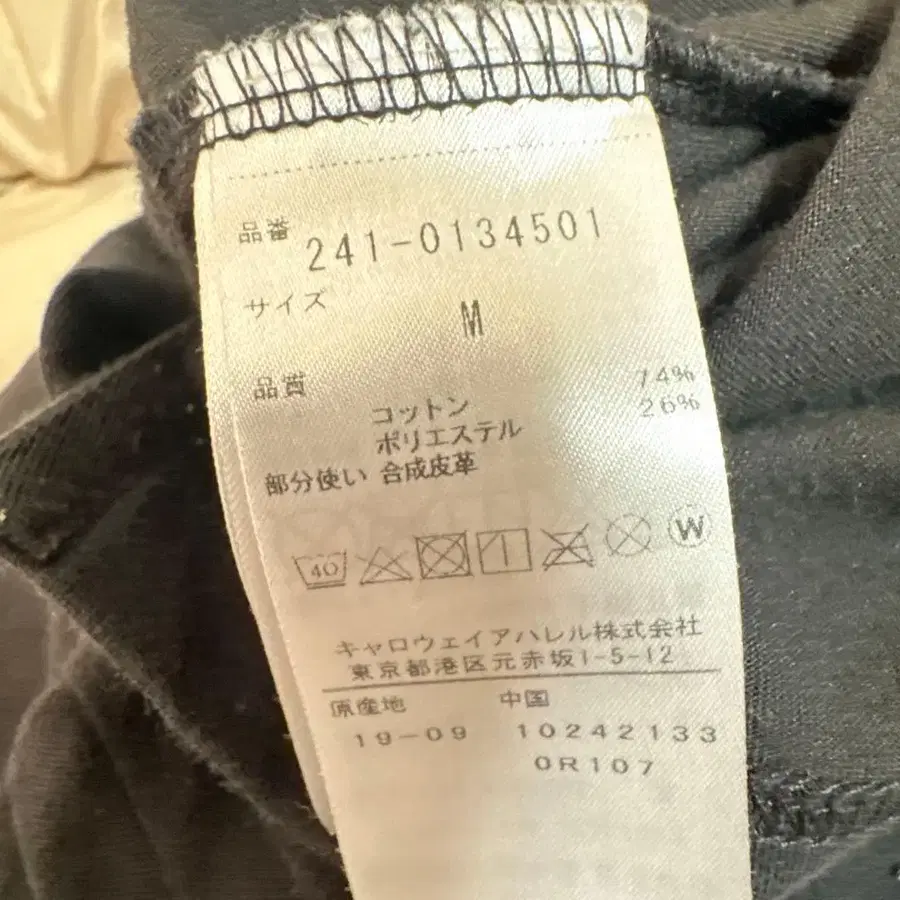 品番 241-0134501
サイズ M
品質 74%
コットン 26%
ポリエステル
部分使い 合成皮革
40 W
キャロウェイアパレル株式会社
東京都港区元赤坂1-5-12
原産地 中国
19-09 10242133
0R107